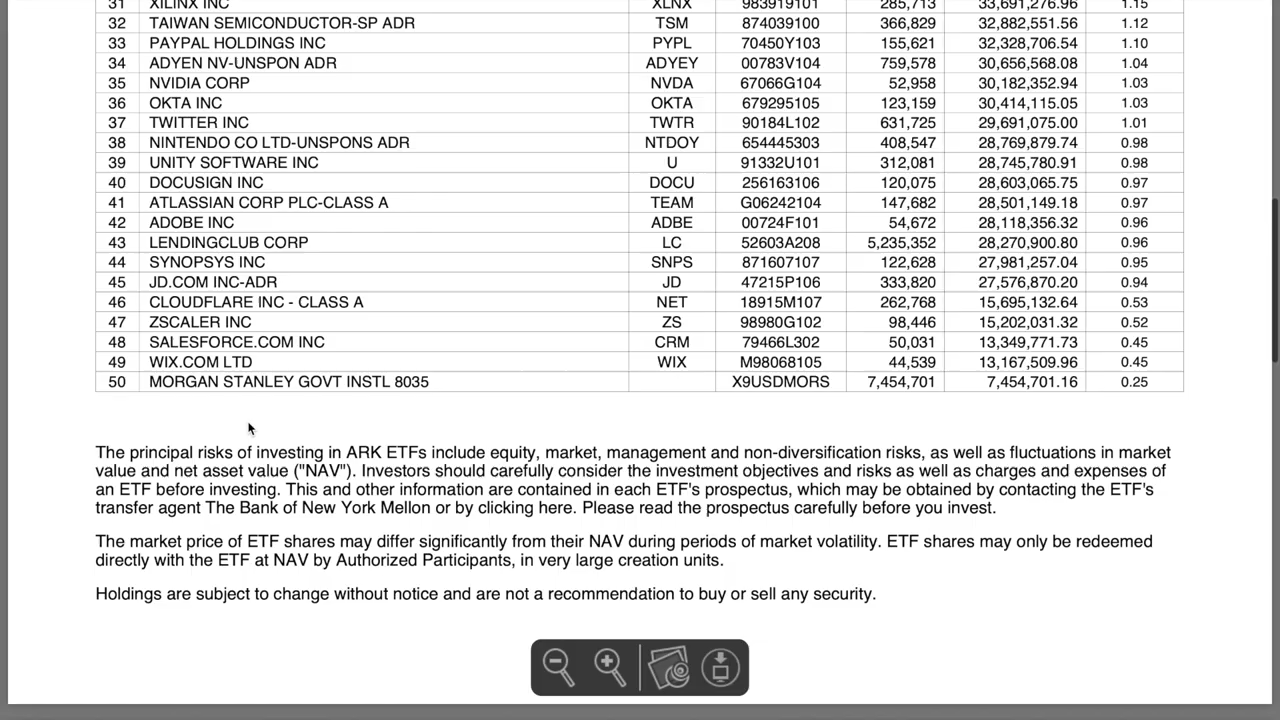 31 XILINX INC XLNX 983919101 285,713 33,691,276.96 1.15
32 TAIWAN SEMICONDUCTOR-SP ADR TSM 874039100 366,829 32,882,551.56 1.12
33 PAYPAL HOLDINGS INC PYPL 70450Y103 155,621 32,328,706.54 1.10
34 ADYEN NV-UNSPON ADR ADYEY 00783V104 759,578 30,656,568.08 1.04
35 NVIDIA CORP NVDA 67066G104 52,958 30,182,352.94 1.03
36 OKTA INC OKTA 679295105 123,159 30,414,115.05 1.03
37 TWITTER INC TWTR 90184L102 631,725 29,691,075.00 1.01
38 NINTENDO CO LTD-UNSPONS ADR NTDOY 654445303 408,547 28,769,879.74 0.98
39 UNITY SOFTWARE INC U 91332U101 312,081 28,745,780.91 0.98
40 DOCUSIGN INC DOCU 256163106 120,075 28,603,065.75 0.97
41 ATLASSIAN CORP PLC-CLASS A TEAM G06242104 147,682 28,501,149.18 0.97
42 ADOBE INC ADBE 00724F101 54,672 28,118,356.32 0.96
43 LENDINGCLUB CORP LC 52603A208 5,235,352 28,270,900.80 0.96
44 SYNOPSYS INC SNPS 871607107 122,628 27,981,257.04 0.95
45 JD.COM INC-ADR JD 47215P106 333,820 27,576,870.20 0.94
46 CLOUDFLARE INC - CLASS A NET 18915M107 262,768 15,695,132.64 0.53
47 ZSCALER INC ZS 98980G102 98,446 15,202,031.32 0.52
48 SALESFORCE.COM INC CRM 79466L302 50,031 13,349,771.73 0.45
49 WIX.COM LTD WIX M98068105 44,539 13,167,509.96 0.45
50 MORGAN STANLEY GOVT INSTL 8035 X9USDMORS 7,454,701 7,454,701.16 0.25
The principal risks of investing in ARK ETFs include equity, market, management and non-diversification risks, as well as fluctuations in market
value and net asset value ("NAV"). Investors should carefully consider the investment objectives and risks as well as charges and expenses of
an ETF before investing. This and other information are contained in each ETF's prospectus, which may be obtained by contacting the ETF's
transfer agent The Bank of New York Mellon or by clicking here. Please read the prospectus carefully before you invest.
The market price of ETF shares may differ significantly from their NAV during periods of market volatility. ETF shares may only be redeemed
directly with the ETF at NAV by Authorized Participants, in very large creation units.
Holdings are subject to change without notice and are not a recommendation to buy or sell any security.